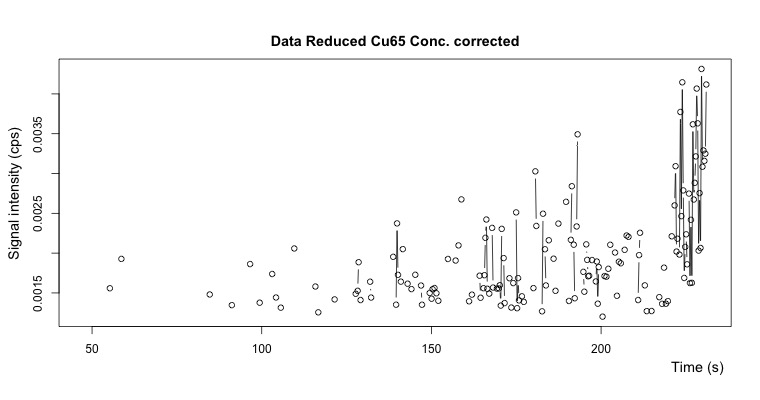 Data Reduced Cu65 Conc. corrected
Signal intensity (cps)
0.0035
0.0025
0.0015
50 100 150 200
Time (s)